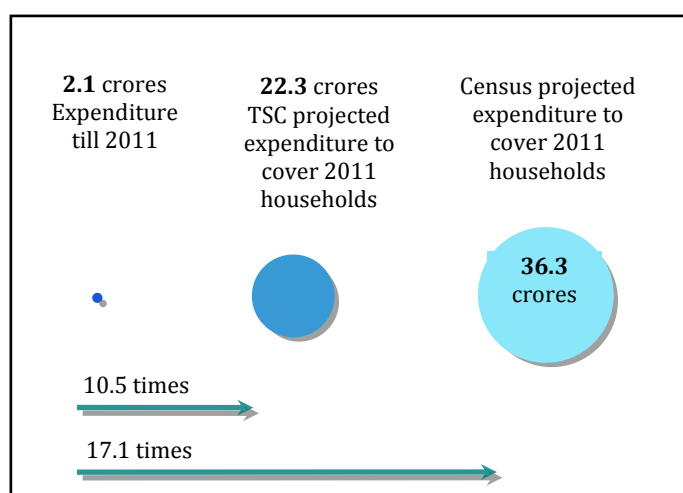 2.1 crores
Expenditure
till 2011
22.3 crores
TSC projected
expenditure to
cover 2011
households
Census projected
expenditure to
cover 2011
households
36.3
crores
10.5 times
17.1 times